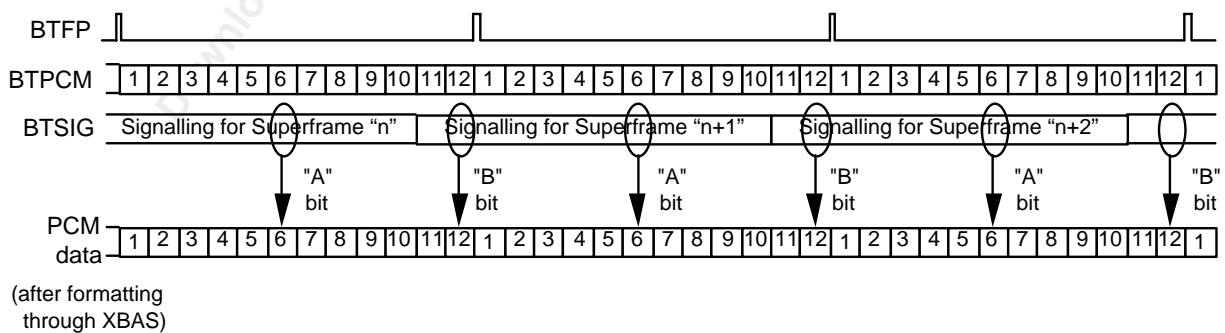 BTFP
BTPCM 1 2 3 4 5 6 7 8 9 10 11 12 1 2 3 4 5 6 7 8 9 10 11 12 1 2 3 4 5 6 7 8 9 10 11 12 1
BTSIG Signalling for Superframe “n” Signalling for Superframe “n+1” Signalling for Superframe “n+2”
"A" "B" "A" "B" "A" "B"
bit bit bit bit bit bit
PCM
data 1 2 3 4 5 6 7 8 9 10 11 12 1 2 3 4 5 6 7 8 9 10 11 12 1 2 3 4 5 6 7 8 9 10 11 12 1
(after formatting
through XBAS)